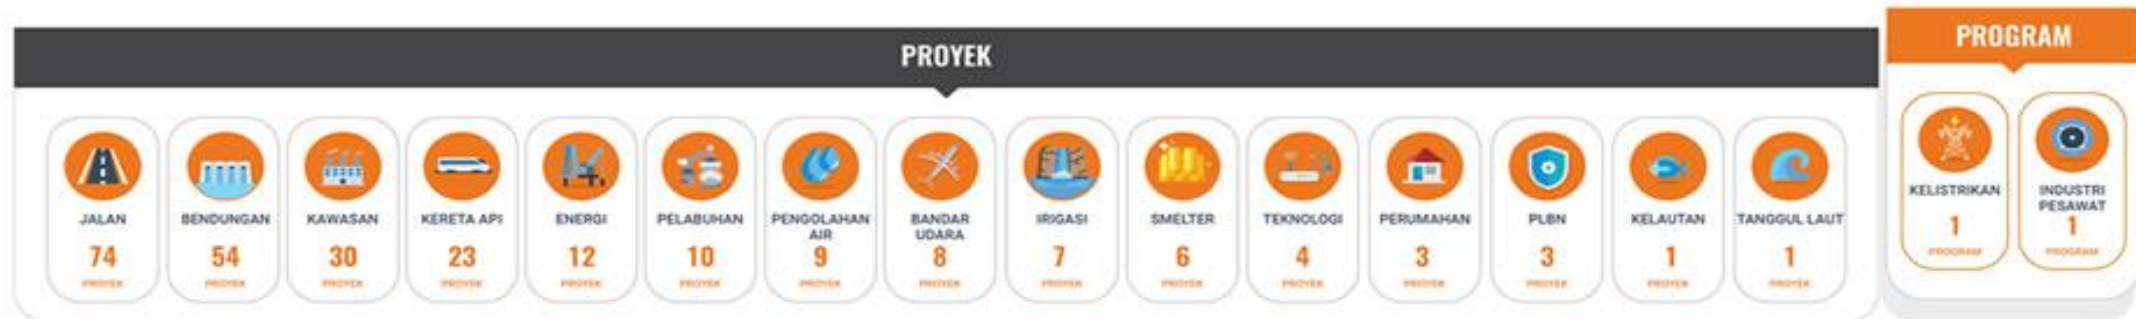 PROYEK
JALAN
74
PROYEK
BENDUNGAN
54
PROYEK
KAWASAN
30
PROYEK
KERETA API
23
PROYEK
ENERGI
12
PROYEK
PELABUHAN
10
PROYEK
PENGOLAHAN
AIR
9
PROYEK
BANDAR
UDARA
8
PROYEK
IRIGASI
7
PROYEK
SMELTER
6
PROYEK
TEKNOLOGI
4
PROYEK
PERUMAHAN
3
PROYEK
PLBN
3
PROYEK
KELAUTAN
1
PROYEK
TANGGUL LAUT
1
PROYEK
PROGRAM
KELISTRIKAN
1
PROGRAM
INDUSTRI
PESAWAT
1
PROGRAM